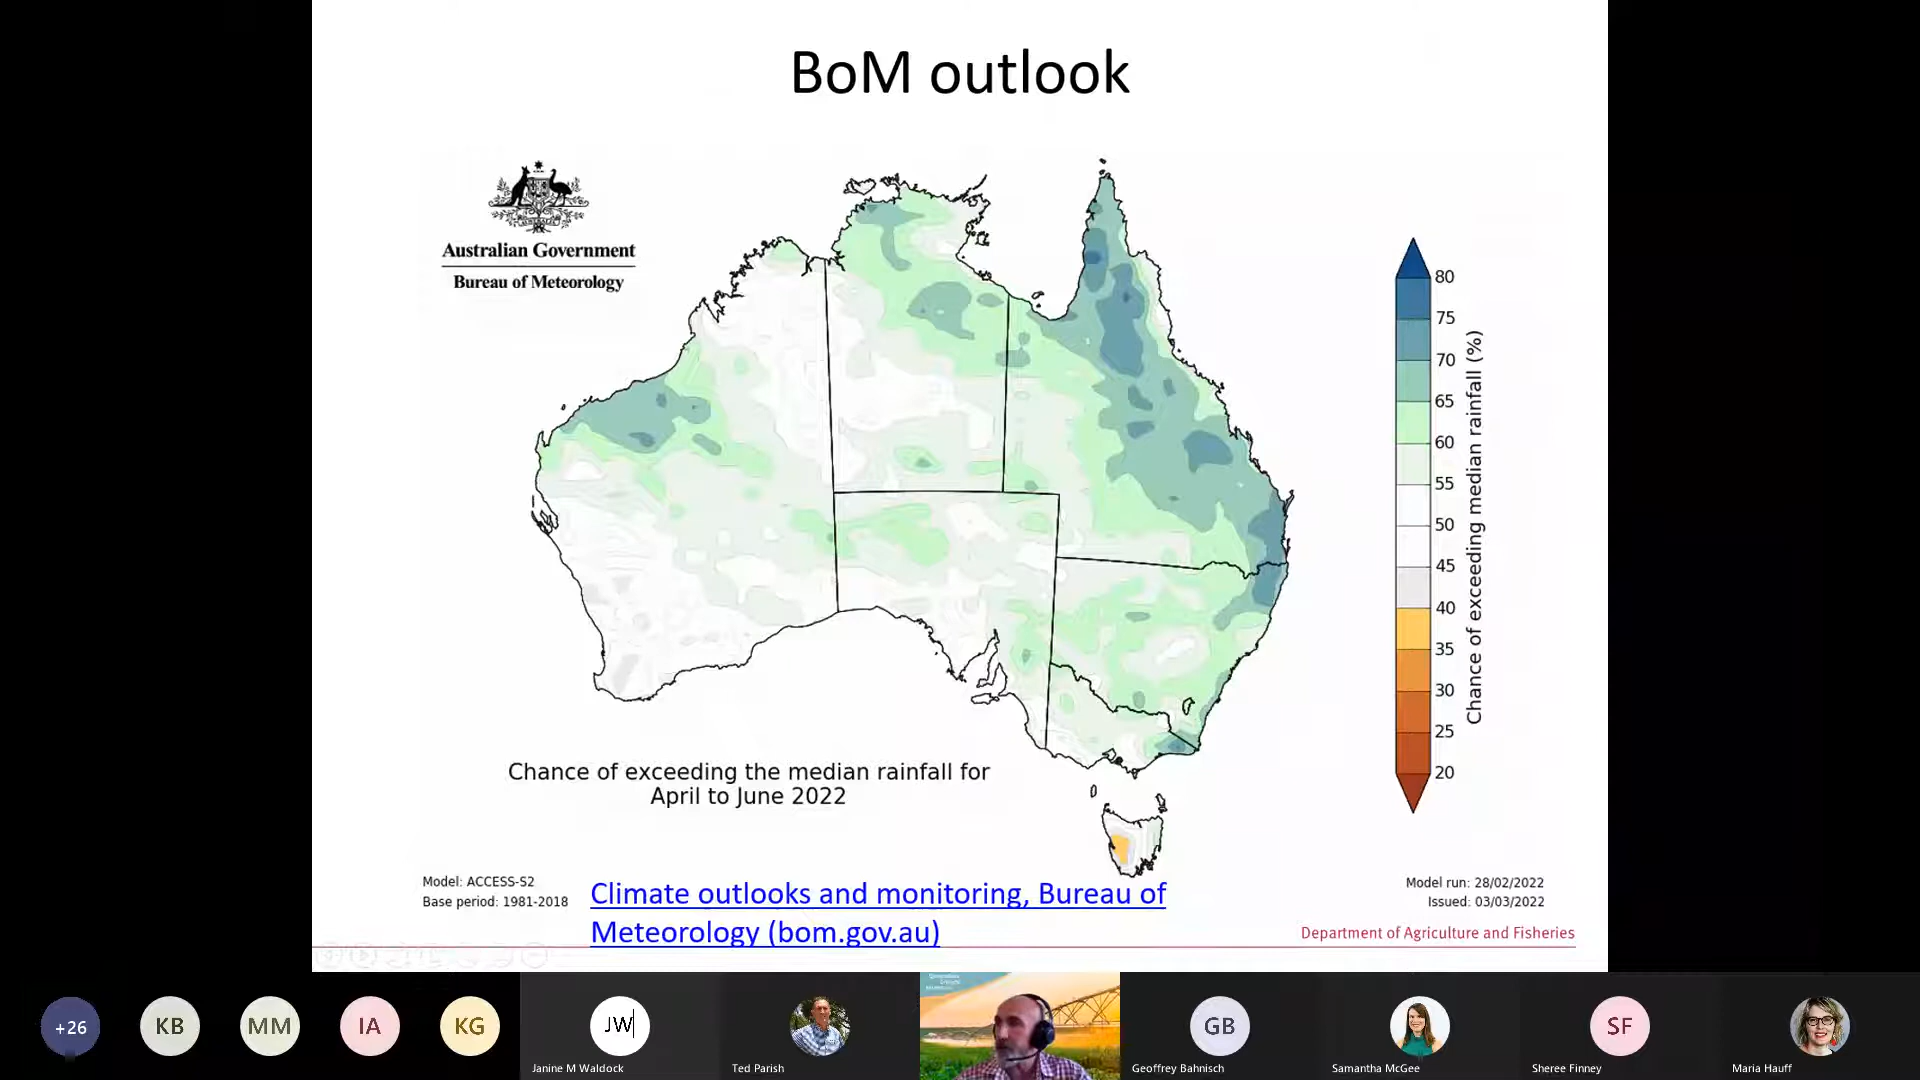 BoM outlook
Australian Government
Bureau of Meteorology
80
75
70
65
60
55
50
45
40
35
30
25
20
Chance of exceeding median rainfall (%)
Chance of exceeding the median rainfall for
April to June 2022
Model: ACCESS-S2
Base period: 1981-2018
Climate outlooks and monitoring, Bureau of
Meteorology (bom.gov.au)
Model run: 28/02/2022
Issued: 03/03/2022
Department of Agriculture and Fisheries
+26
KB
MM
IA
KG
JW
GB
SF
Janine M Waldock
Ted Parish
Geoffrey Bahnisch
Samantha McGee
Sheree Finney
Maria Hauff